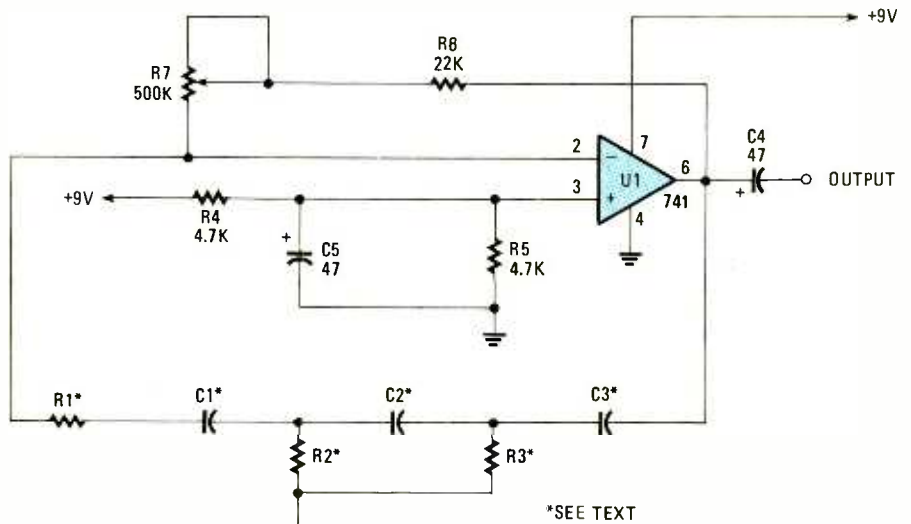 +9V
R8
22K
R7
500K
2
7
C4
47
6
U1
+
OUTPUT
+9V
3
+
741
R4
4.7K
4
+
C5
47
R5
4.7K
R1*
C1*
C2*
C3*
R2*
R3*
*SEE TEXT